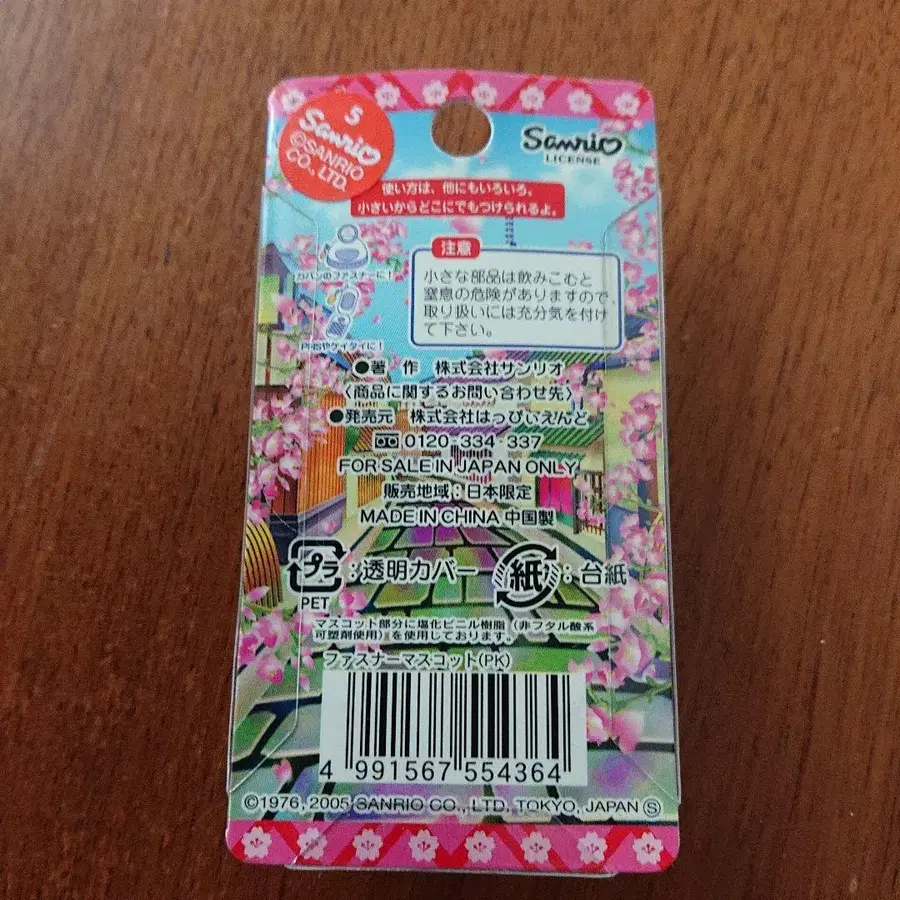 5
Sanrio
©SANRIO
CO., LTD.
Sanrio
LICENSE
使い方は、他にもいろいろ。
小さいからどこにでもつけられるよ。
カバンのファスナーに!
PHSやケイタイに!
注意
小さな部品は飲みこむと
窒息の危険がありますので、
取り扱いには充分気を付け
て下さい。
●著 作 株式会社サンリオ
〈商品に関するお問い合わせ先〉
●発売元 株式会社はっぴぃえんど
0120-334-337
FOR SALE IN JAPAN ONLY
販売地域:日本限定
MADE IN CHINA 中国製
プラ:透明カバー 紙:台紙
PET
マスコット部分に塩化ビニル樹脂(非フタル酸系
可塑剤使用)を使用しております。
ファスナーマスコット(PK)
4 991567 554364
©1976, 2005 SANRIO CO., LTD. TOKYO, JAPAN Ⓢ